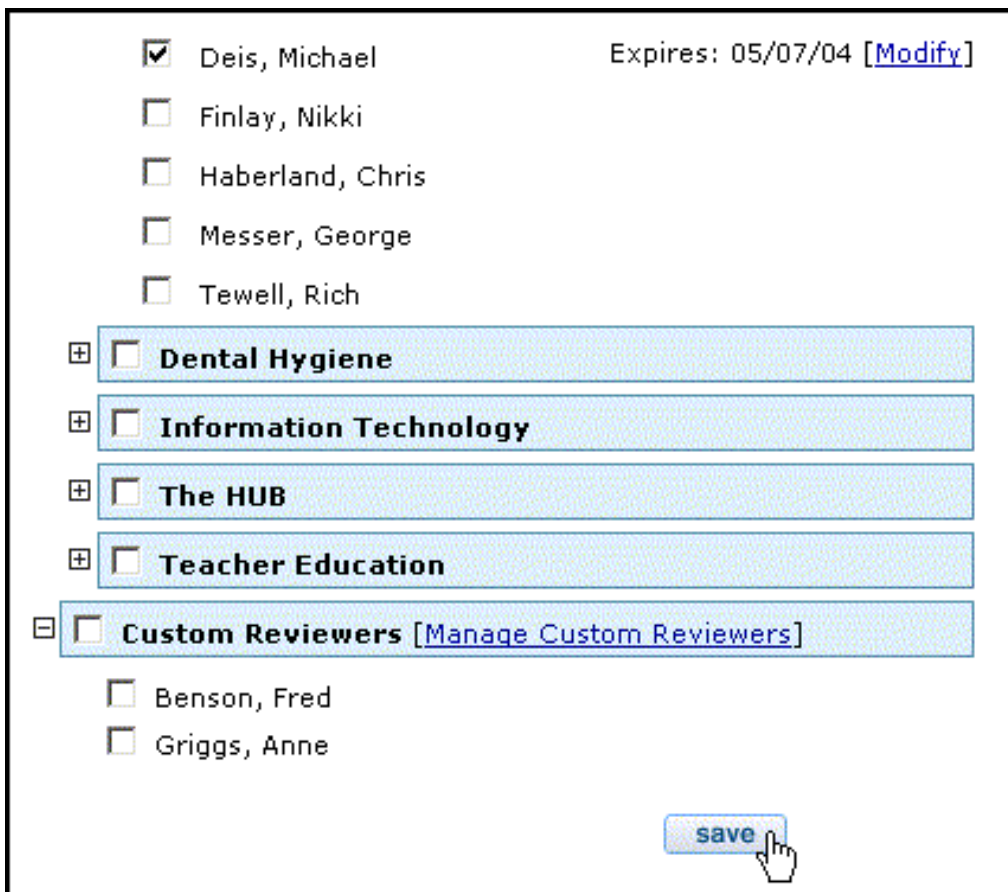 Deis, Michael Expires: 05/07/04 [Modify]
Finlay, Nikki
Haberland, Chris
Messer, George
Tewell, Rich
Dental Hygiene
Information Technology
The HUB
Teacher Education
Custom Reviewers [Manage Custom Reviewers]
Benson, Fred
Griggs, Anne
save